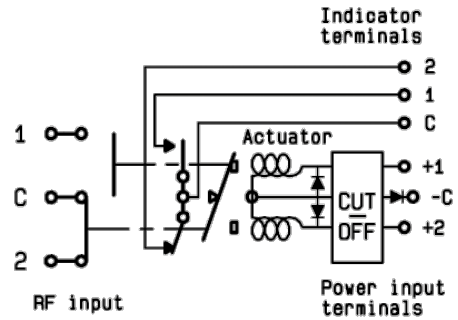 Indicator
terminals
2
1
C
Actuator
1
C
2
+1
-C
+2
CUT
OFF
RF input
Power input
terminals